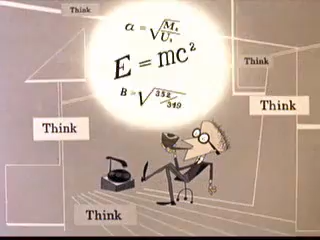 Think
a = √M₁/U₁
E = mc²
Think
B = √352/349
Think
Think
Think